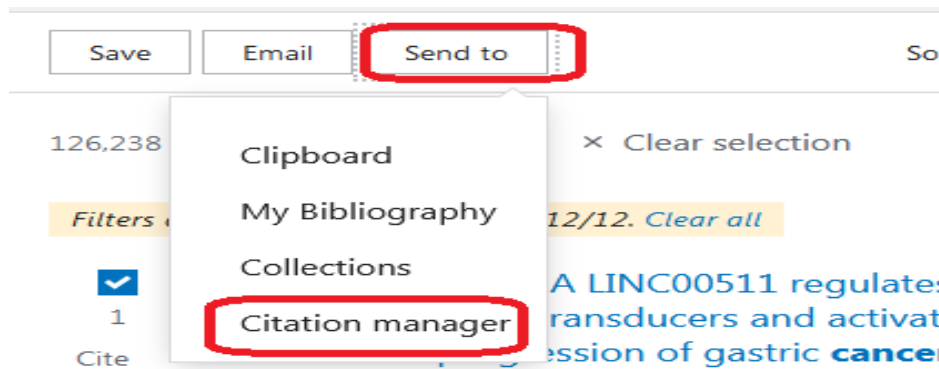 Save Email Send to So
126,238 × Clear selection
Clipboard
My Bibliography
Filters 12/12. Clear all
Collections
A LINC00511 regulates
1 Citation manager ransducers and activat
Cite ession of gastric cancer